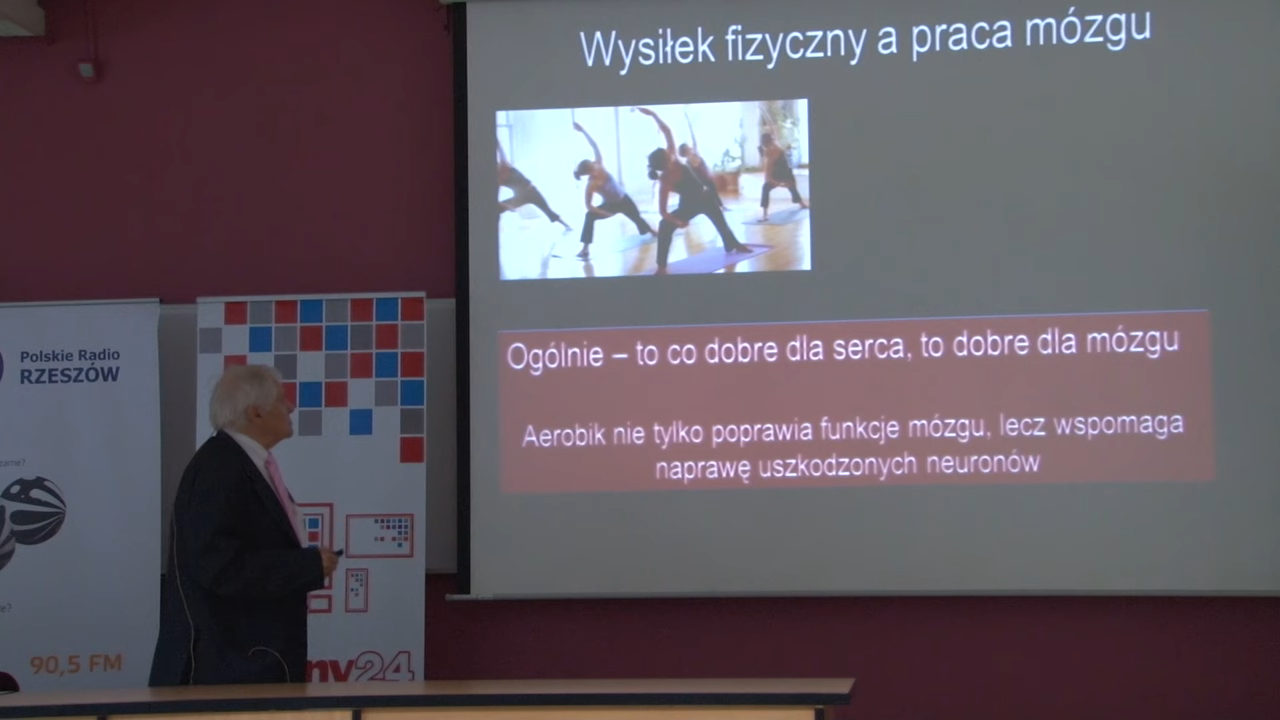 Wysiłek fizyczny a praca mózgu
Ogólnie – to co dobre dla serca, to dobre dla mózgu
Aerobik nie tylko poprawia funkcje mózgu, lecz wspomaga
naprawę uszkodzonych neuronów
Polskie Radio
RZESZÓW
90,5 FM
ny24